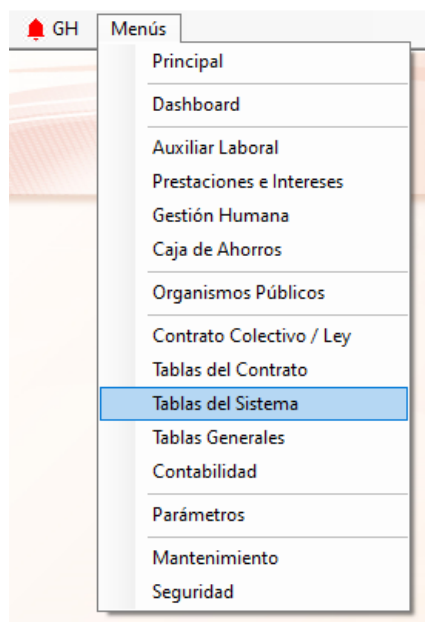 GH Menús
Principal
Dashboard
Auxiliar Laboral
Prestaciones e Intereses
Gestión Humana
Caja de Ahorros
Organismos Públicos
Contrato Colectivo / Ley
Tablas del Contrato
Tablas del Sistema
Tablas Generales
Contabilidad
Parámetros
Mantenimiento
Seguridad